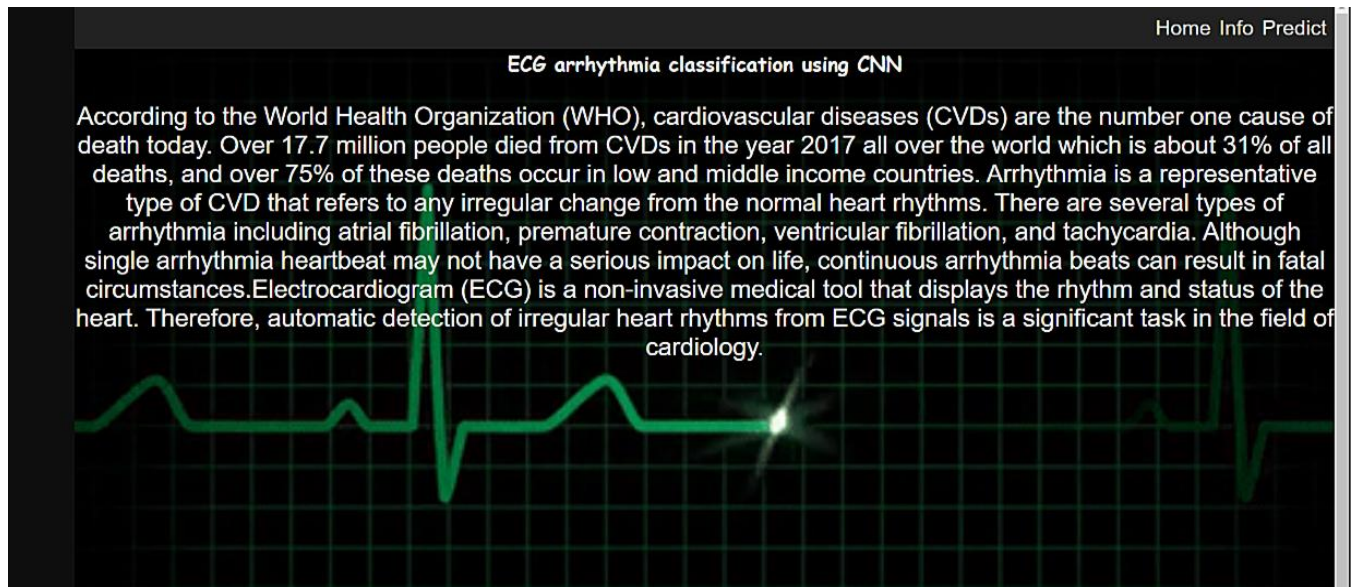 Home Info Predict
ECG arrhythmia classification using CNN
According to the World Health Organization (WHO), cardiovascular diseases (CVDs) are the number one cause of
death today. Over 17.7 million people died from CVDs in the year 2017 all over the world which is about 31% of all
deaths, and over 75% of these deaths occur in low and middle income countries. Arrhythmia is a representative
type of CVD that refers to any irregular change from the normal heart rhythms. There are several types of
arrhythmia including atrial fibrillation, premature contraction, ventricular fibrillation, and tachycardia. Although
single arrhythmia heartbeat may not have a serious impact on life, continuous arrhythmia beats can result in fatal
circumstances.Electrocardiogram (ECG) is a non-invasive medical tool that displays the rhythm and status of the
heart. Therefore, automatic detection of irregular heart rhythms from ECG signals is a significant task in the field of
cardiology.